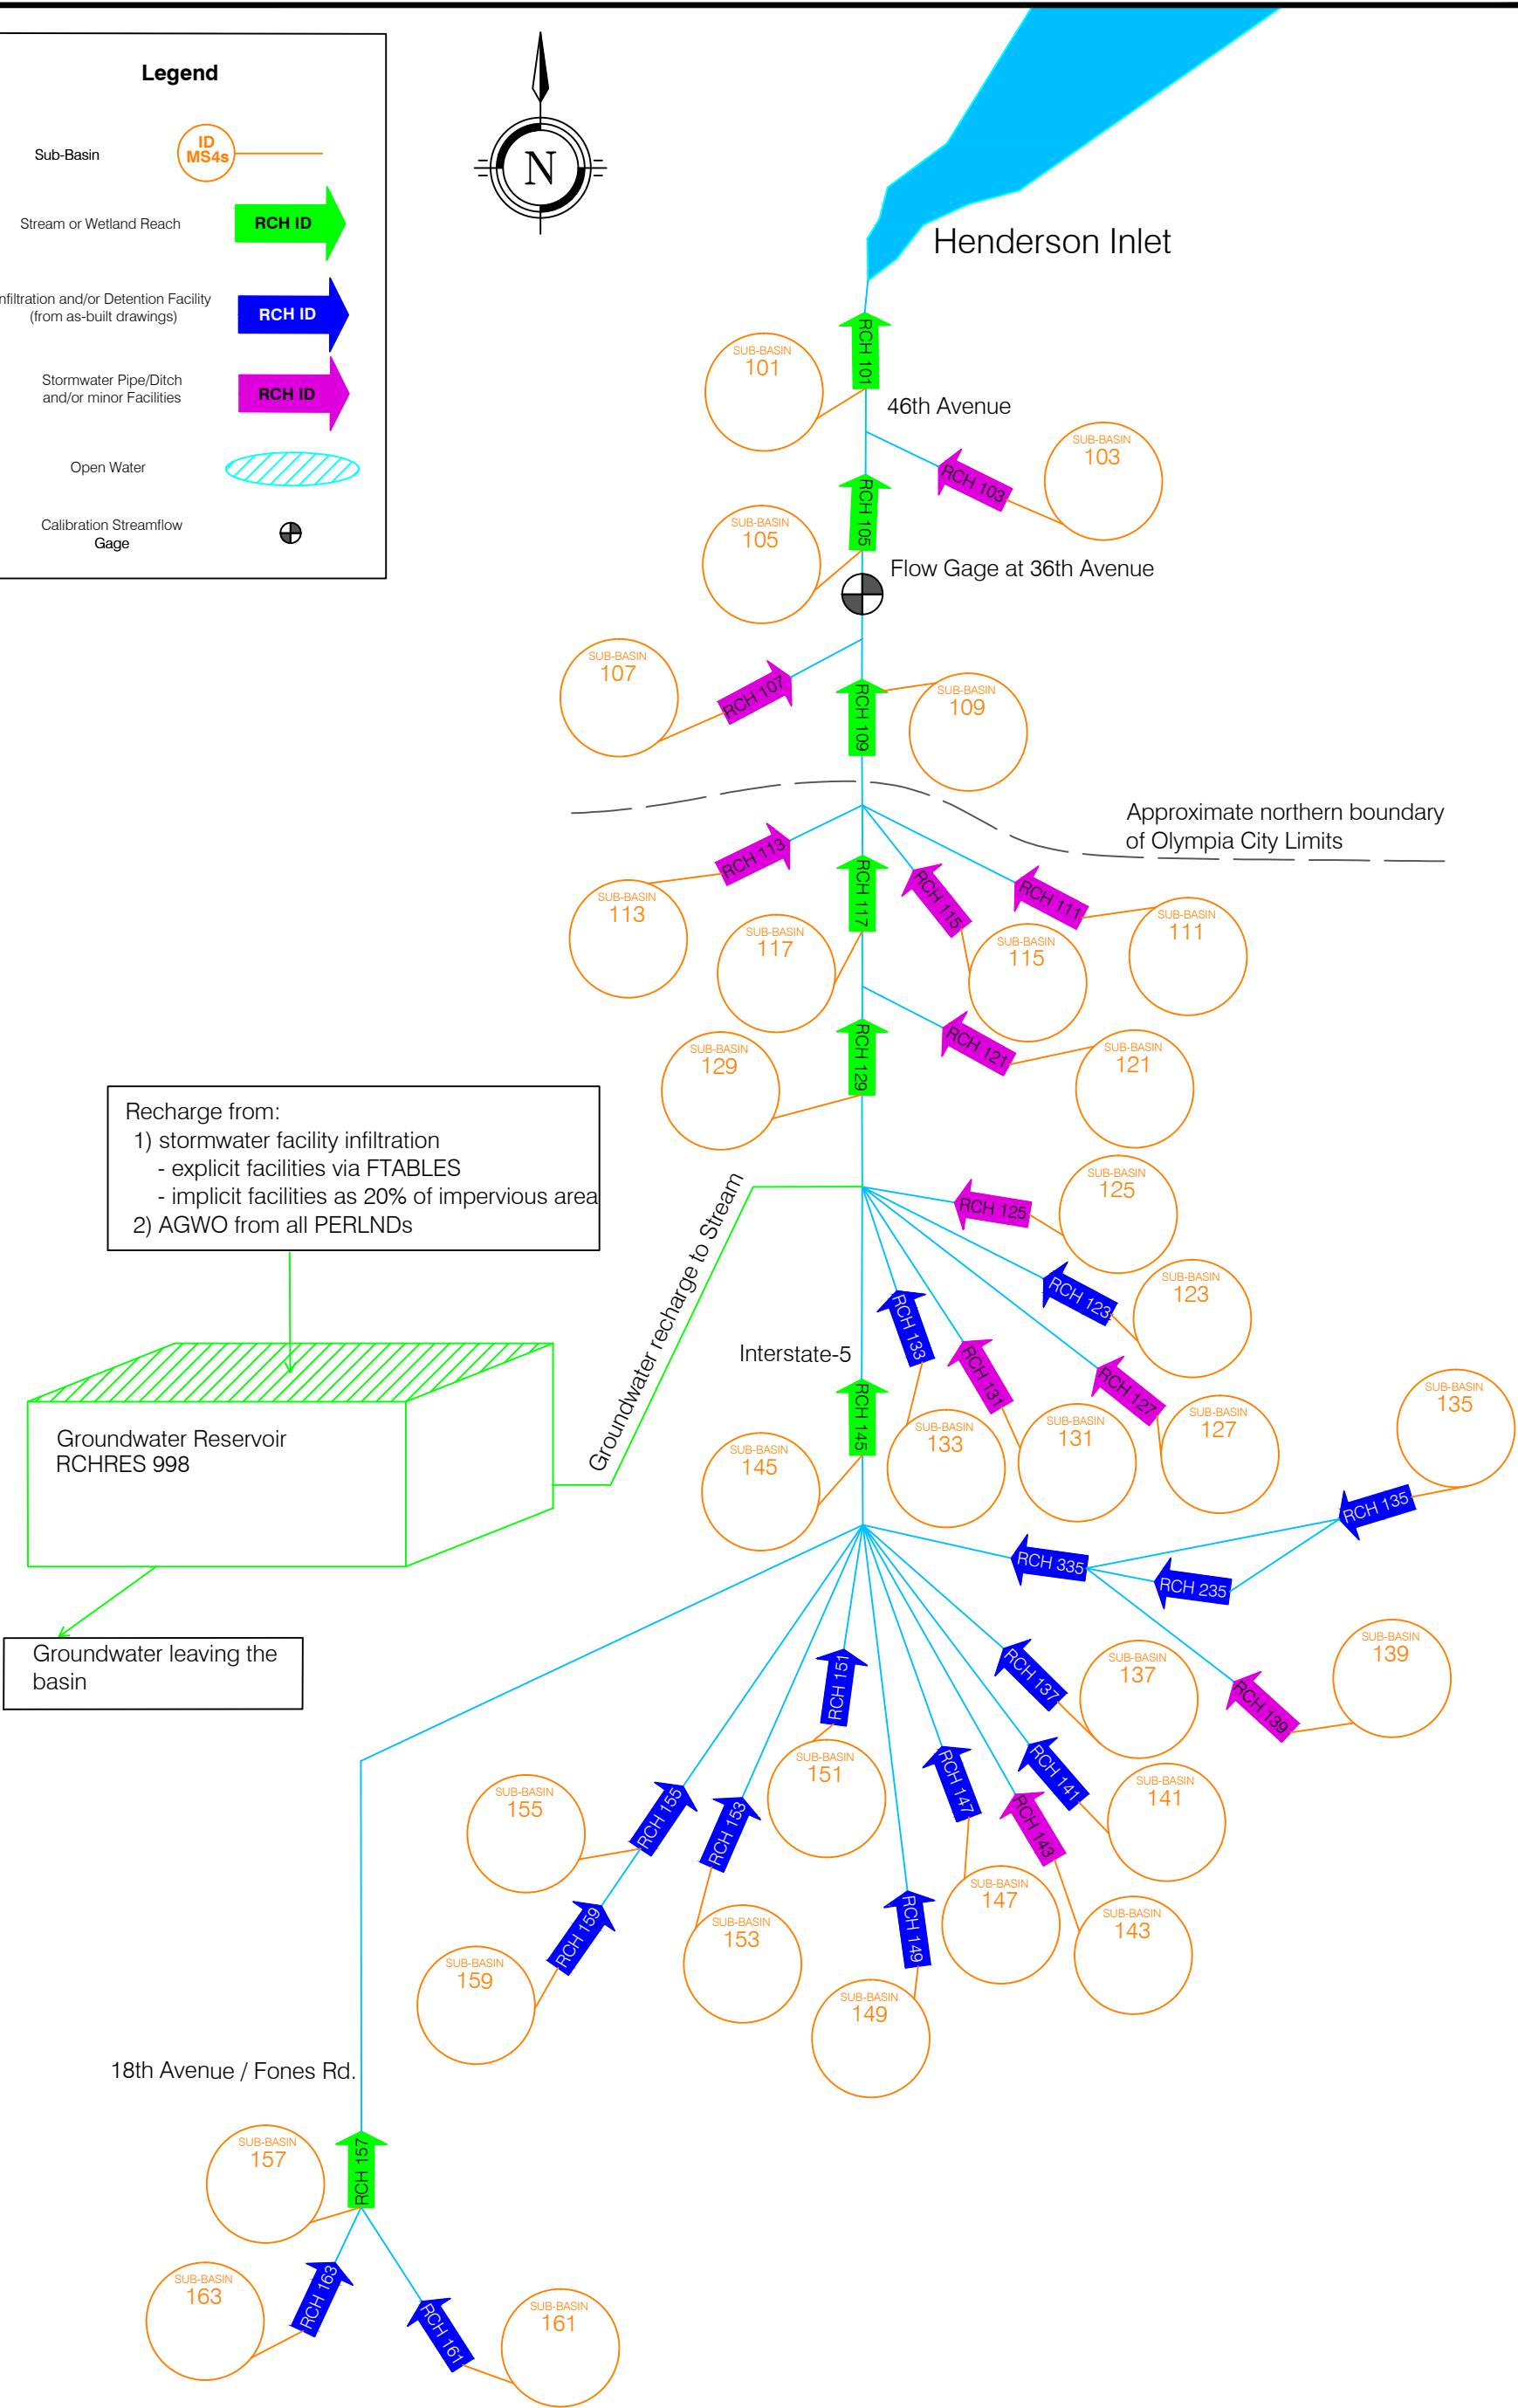 Legend
Sub-Basin
ID
MS4s
Stream or Wetland Reach
RCH ID
nfiltration and/or Detention Facility
(from as-built drawings)
RCH ID
Stormwater Pipe/Ditch
and/or minor Facilities
RCH ID
Open Water
Calibration Streamflow
Gage
N
Henderson Inlet
RCH 101
SUB-BASIN
101
46th Avenue
SUB-BASIN
103
RCH 103
RCH 105
SUB-BASIN
105
Flow Gage at 36th Avenue
SUB-BASIN
107
RCH 107
RCH 109
SUB-BASIN
109
Approximate northern boundary
of Olympia City Limits
RCH 113
SUB-BASIN
113
RCH 117
SUB-BASIN
117
RCH 115
SUB-BASIN
115
RCH 111
SUB-BASIN
111
RCH 129
SUB-BASIN
129
RCH 121
SUB-BASIN
121
Recharge from:
1) stormwater facility infiltration
- explicit facilities via FTABLES
- implicit facilities as 20% of impervious area
2) AGWO from all PERLNDs
Groundwater recharge to Stream
RCH 125
SUB-BASIN
125
RCH 123
SUB-BASIN
123
RCH 133
SUB-BASIN
133
RCH 131
SUB-BASIN
131
RCH 127
SUB-BASIN
127
Interstate-5
RCH 145
SUB-BASIN
145
SUB-BASIN
135
RCH 135
RCH 335
RCH 235
Groundwater Reservoir
RCHRES 998
Groundwater leaving the
basin
RCH 139
SUB-BASIN
139
RCH 137
SUB-BASIN
137
RCH 151
SUB-BASIN
151
RCH 147
SUB-BASIN
147
RCH 141
SUB-BASIN
141
RCH 143
SUB-BASIN
143
RCH 155
SUB-BASIN
155
RCH 153
SUB-BASIN
153
RCH 159
SUB-BASIN
159
RCH 149
SUB-BASIN
149
18th Avenue / Fones Rd.
RCH 157
SUB-BASIN
157
RCH 163
SUB-BASIN
163
RCH 161
SUB-BASIN
161